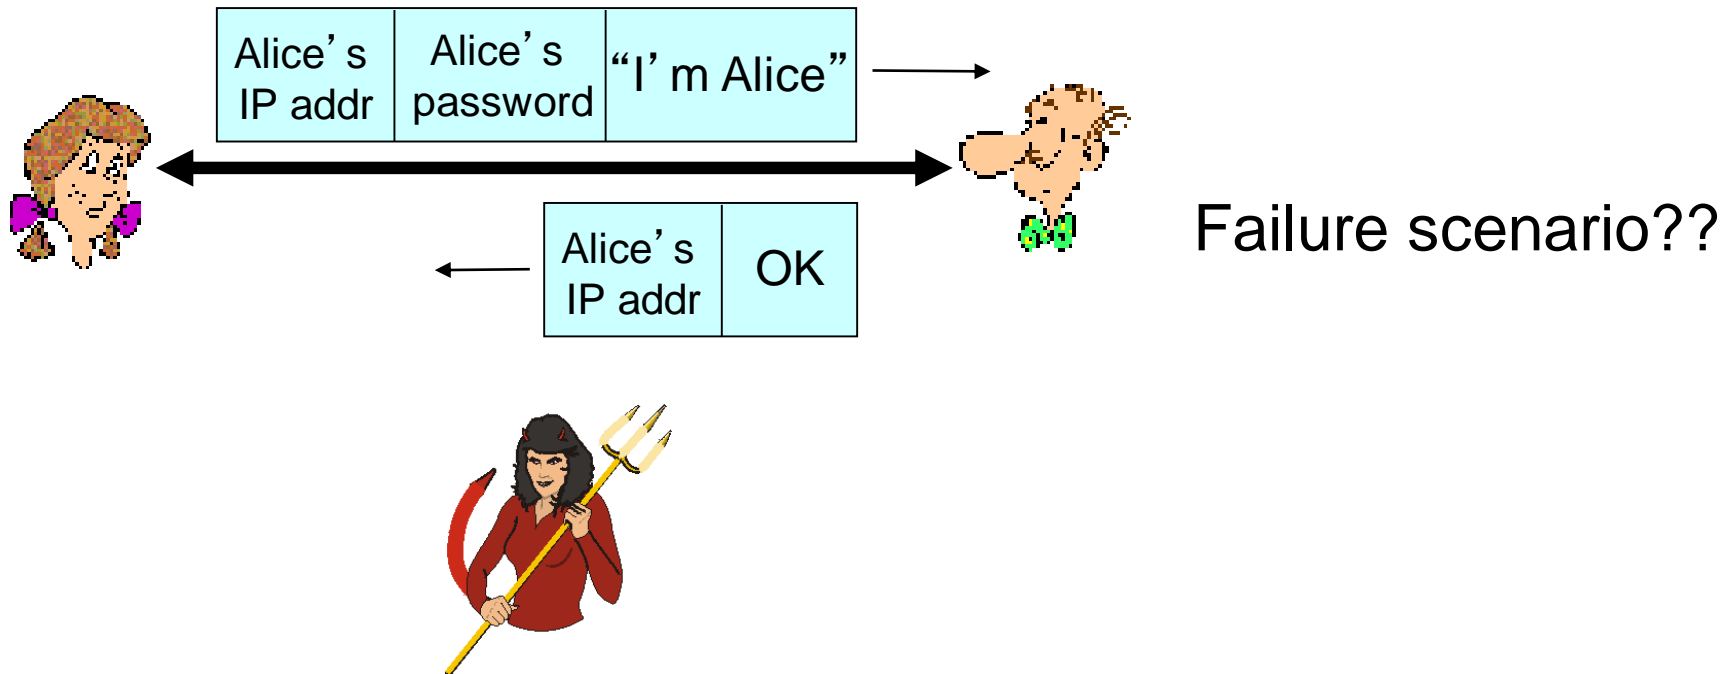 Alice’s
IP addr
Alice’s
password
“I’m Alice”
Alice’s
IP addr
OK
Failure scenario??